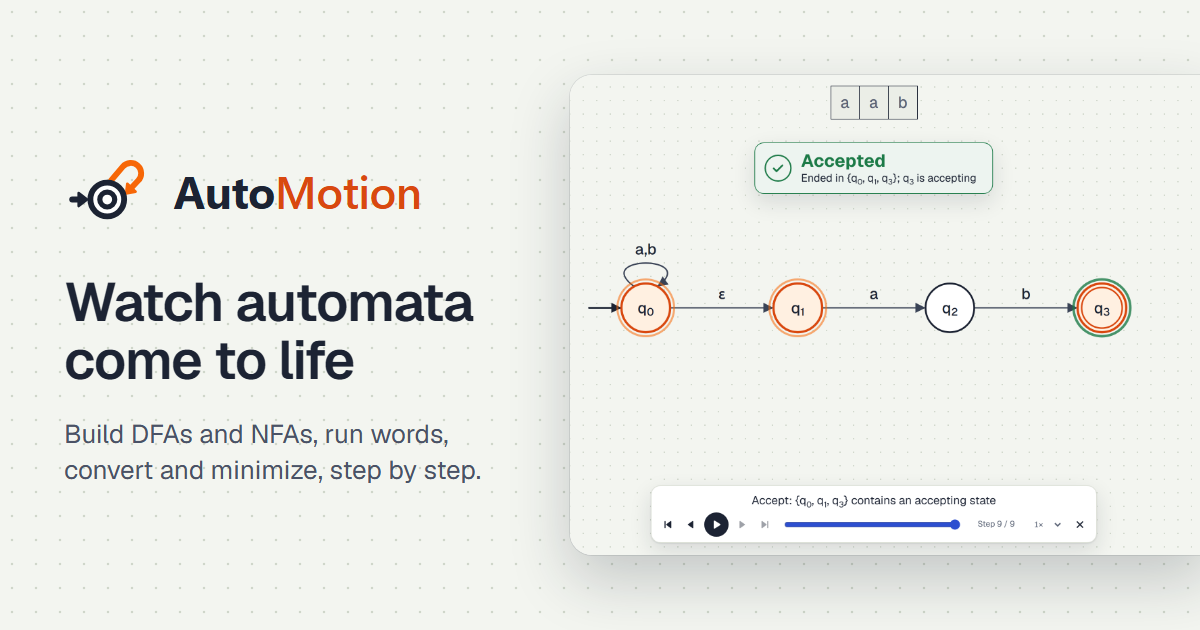 AutoMotion
Watch automata
come to life
Build DFAs and NFAs, run words,
convert and minimize, step by step.
a a b
Accepted
Ended in {q₀, q₁, q₃}; q₃ is accepting
a,b
ε
a
b
q₀
q₁
q₂
q₃
Accept: {q₀, q₁, q₃} contains an accepting state
Step 9 / 9
1×